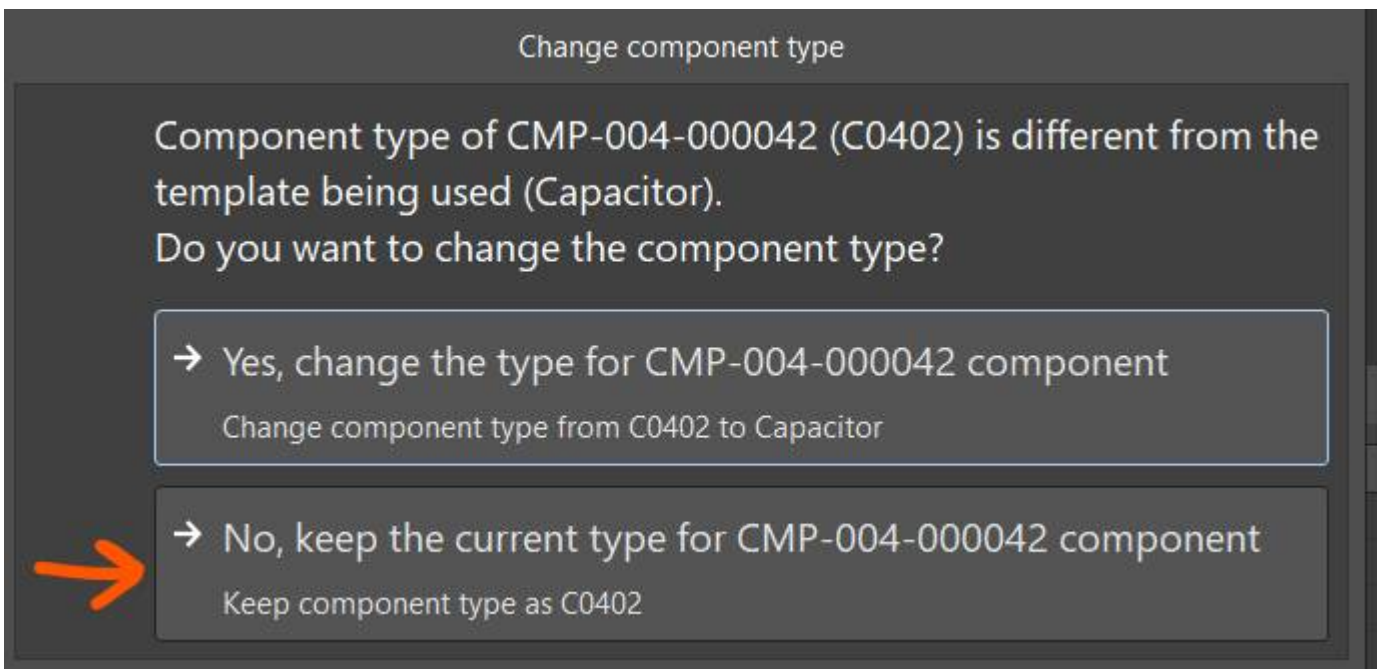 Change component type
Component type of CMP-004-000042 (C0402) is different from the
template being used (Capacitor).
Do you want to change the component type?
→ Yes, change the type for CMP-004-000042 component
Change component type from C0402 to Capacitor
→ No, keep the current type for CMP-004-000042 component
Keep component type as C0402